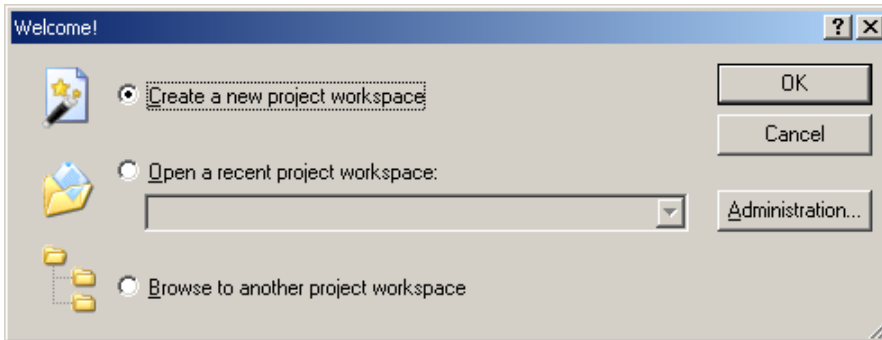 Welcome!
Create a new project workspace
OK
Cancel
Open a recent project workspace:
Administration...
Browse to another project workspace